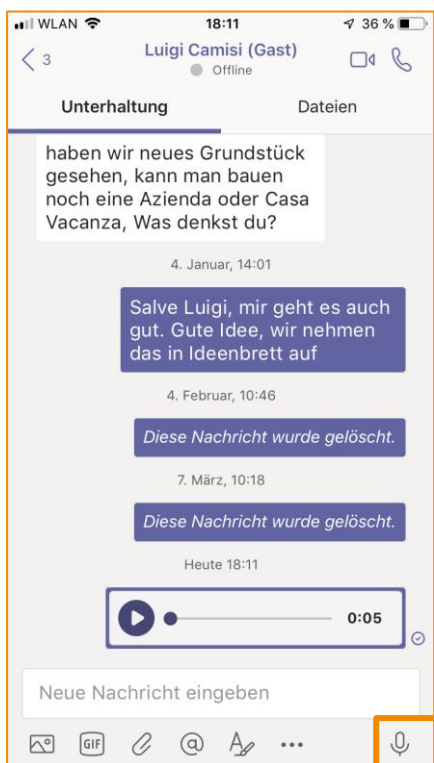 WLAN 18:11 36 %
3 Luigi Camisi (Gast)
Offline
Unterhaltung Dateien
haben wir neues Grundstück
gesehen, kann man bauen
noch eine Azienda oder Casa
Vacanza, Was denkst du?
4. Januar, 14:01
Salve Luigi, mir geht es auch
gut. Gute Idee, wir nehmen
das in Ideenbrett auf
4. Februar, 10:46
Diese Nachricht wurde gelöscht.
7. März, 10:18
Diese Nachricht wurde gelöscht.
Heute 18:11
0:05
Neue Nachricht eingeben
GIF @ A ...